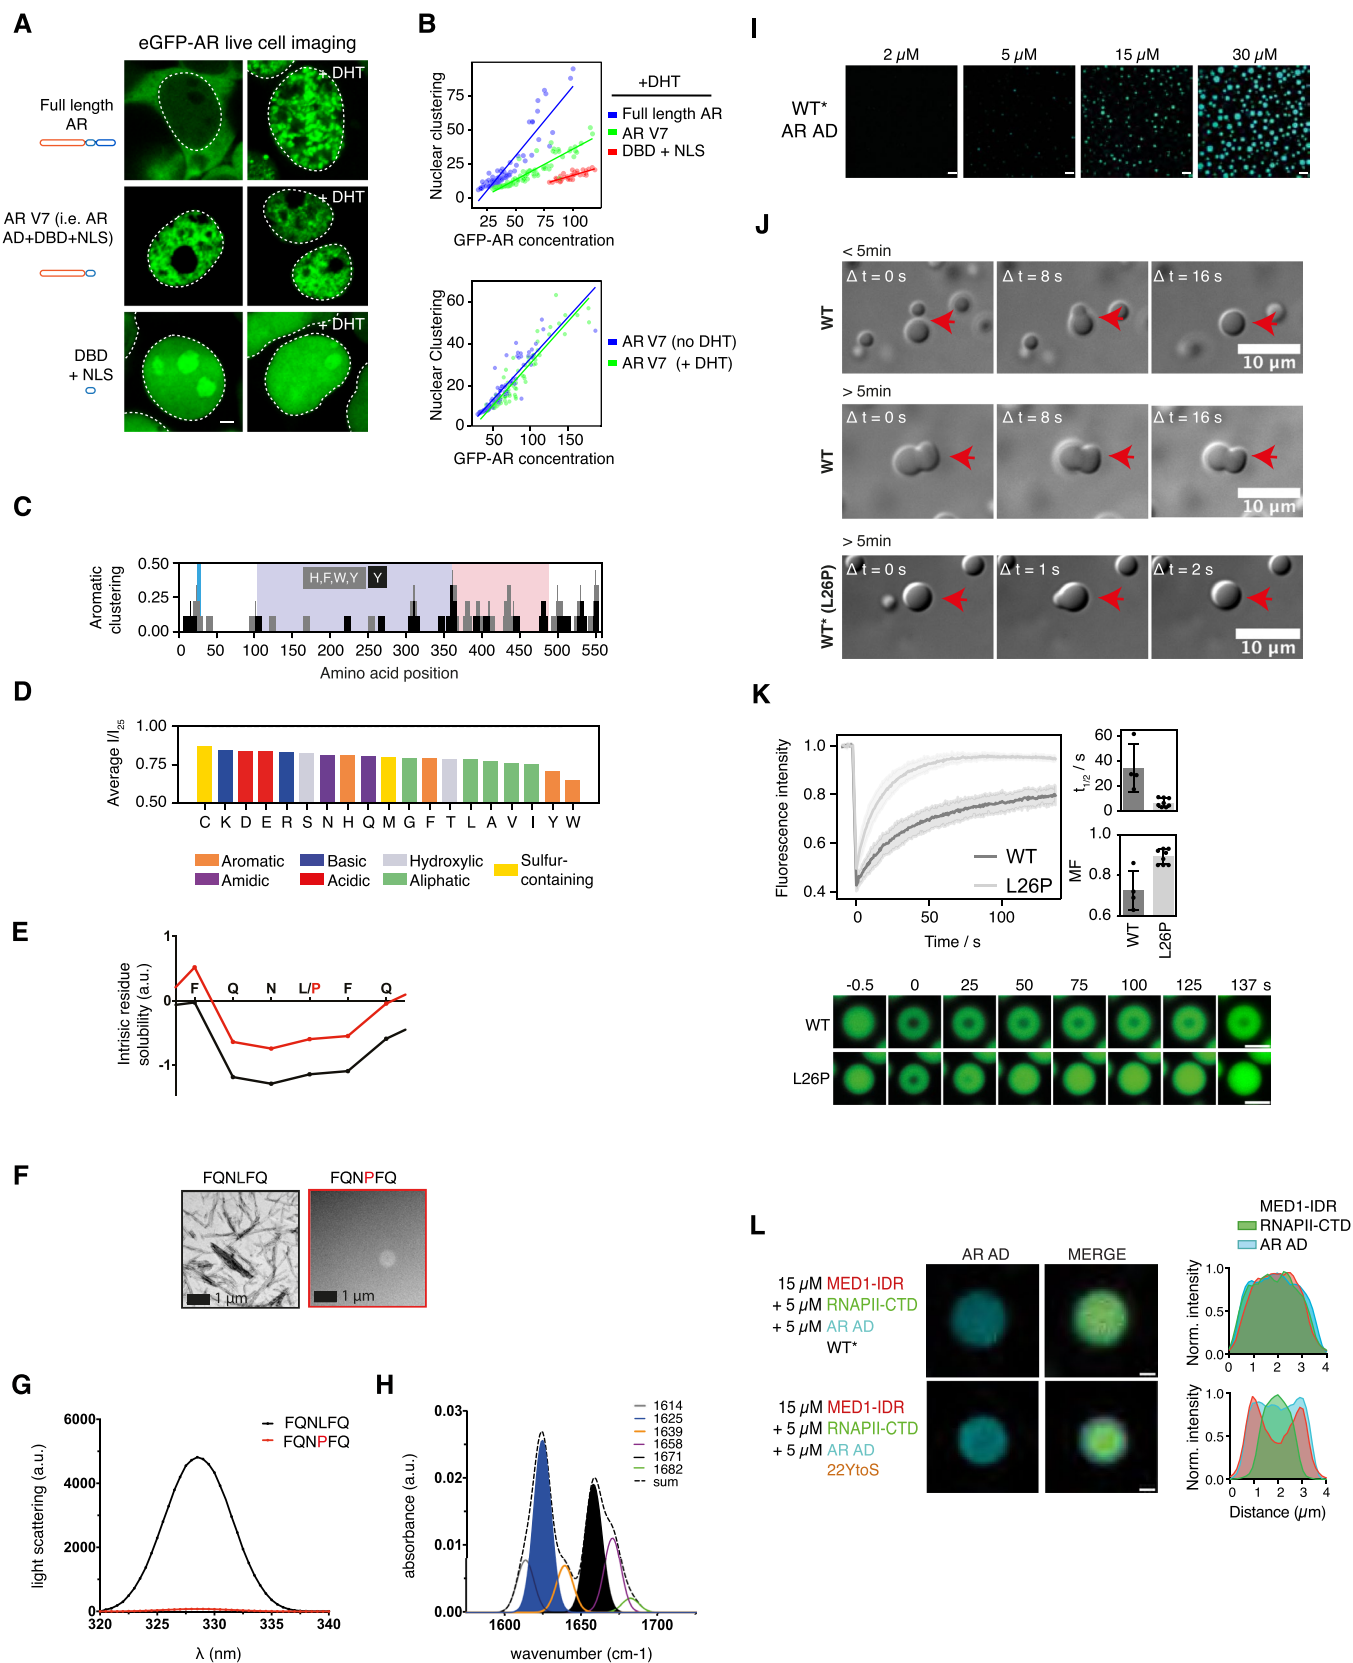 A
eGFP-AR live cell imaging
Full length
AR
+ DHT
AR V7 (i.e. AR
AD+DBD+NLS)
+ DHT
DBD
+ NLS
+ DHT
B
Nuclear clustering
75
50
25
0
25 50 75 100
GFP-AR concentration
+DHT
Full length AR
AR V7
DBD + NLS
Nuclear Clustering
60
40
20
0
50 100 150
GFP-AR concentration
AR V7 (no DHT)
AR V7 (+ DHT)
C
Aromatic
clustering
0.50
0.25
0.00
H,F,W,Y
Y
0 50 100 150 200 250 300 350 400 450 500 550
Amino acid position
D
Average I/I25
1.00
0.75
0.50
C K D E R S N H Q M G F T L A V I Y W
Aromatic
Basic
Hydroxylic
Sulfur-
containing
Amidic
Acidic
Aliphatic
E
Intrisic residue
solubility (a.u.)
1
0
-1
F Q N L/P F Q
F
FQNLFQ
FQNPFQ
1 µm
1 µm
G
light scattering (a.u.)
6000
4000
2000
0
FQNLFQ
FQNPFQ
320 325 330 335 340
λ (nm)
H
absorbance (a.u.)
0.03
0.02
0.01
0.00
1614
1625
1639
1658
1671
1682
sum
1600 1650 1700
wavenumber (cm-1)
I
2 µM
5 µM
15 µM
30 µM
WT*
AR AD
J
< 5min
WT
Δ t = 0 s
Δ t = 8 s
Δ t = 16 s
10 µm
> 5min
WT
Δ t = 0 s
Δ t = 8 s
Δ t = 16 s
10 µm
> 5min
WT* (L26P)
Δ t = 0 s
Δ t = 1 s
Δ t = 2 s
10 µm
K
Fluorescence intensity
1.0
0.8
0.6
0.4
WT
L26P
0 50 100
Time / s
t1/2 / s
60
40
20
0
MF
1.0
0.8
0.6
WT
L26P
-0.5 0 25 50 75 100 125 137 s
WT
L26P
L
AR AD
MERGE
MED1-IDR
RNAPII-CTD
AR AD
15 µM MED1-IDR
+ 5 µM RNAPII-CTD
+ 5 µM AR AD
WT*
Norm. intensity
1.0
0.5
0.0
0 1 2 3 4
15 µM MED1-IDR
+ 5 µM RNAPII-CTD
+ 5 µM AR AD
22YtoS
Norm. intensity
1.0
0.5
0.0
0 1 2 3 4
Distance (µm)